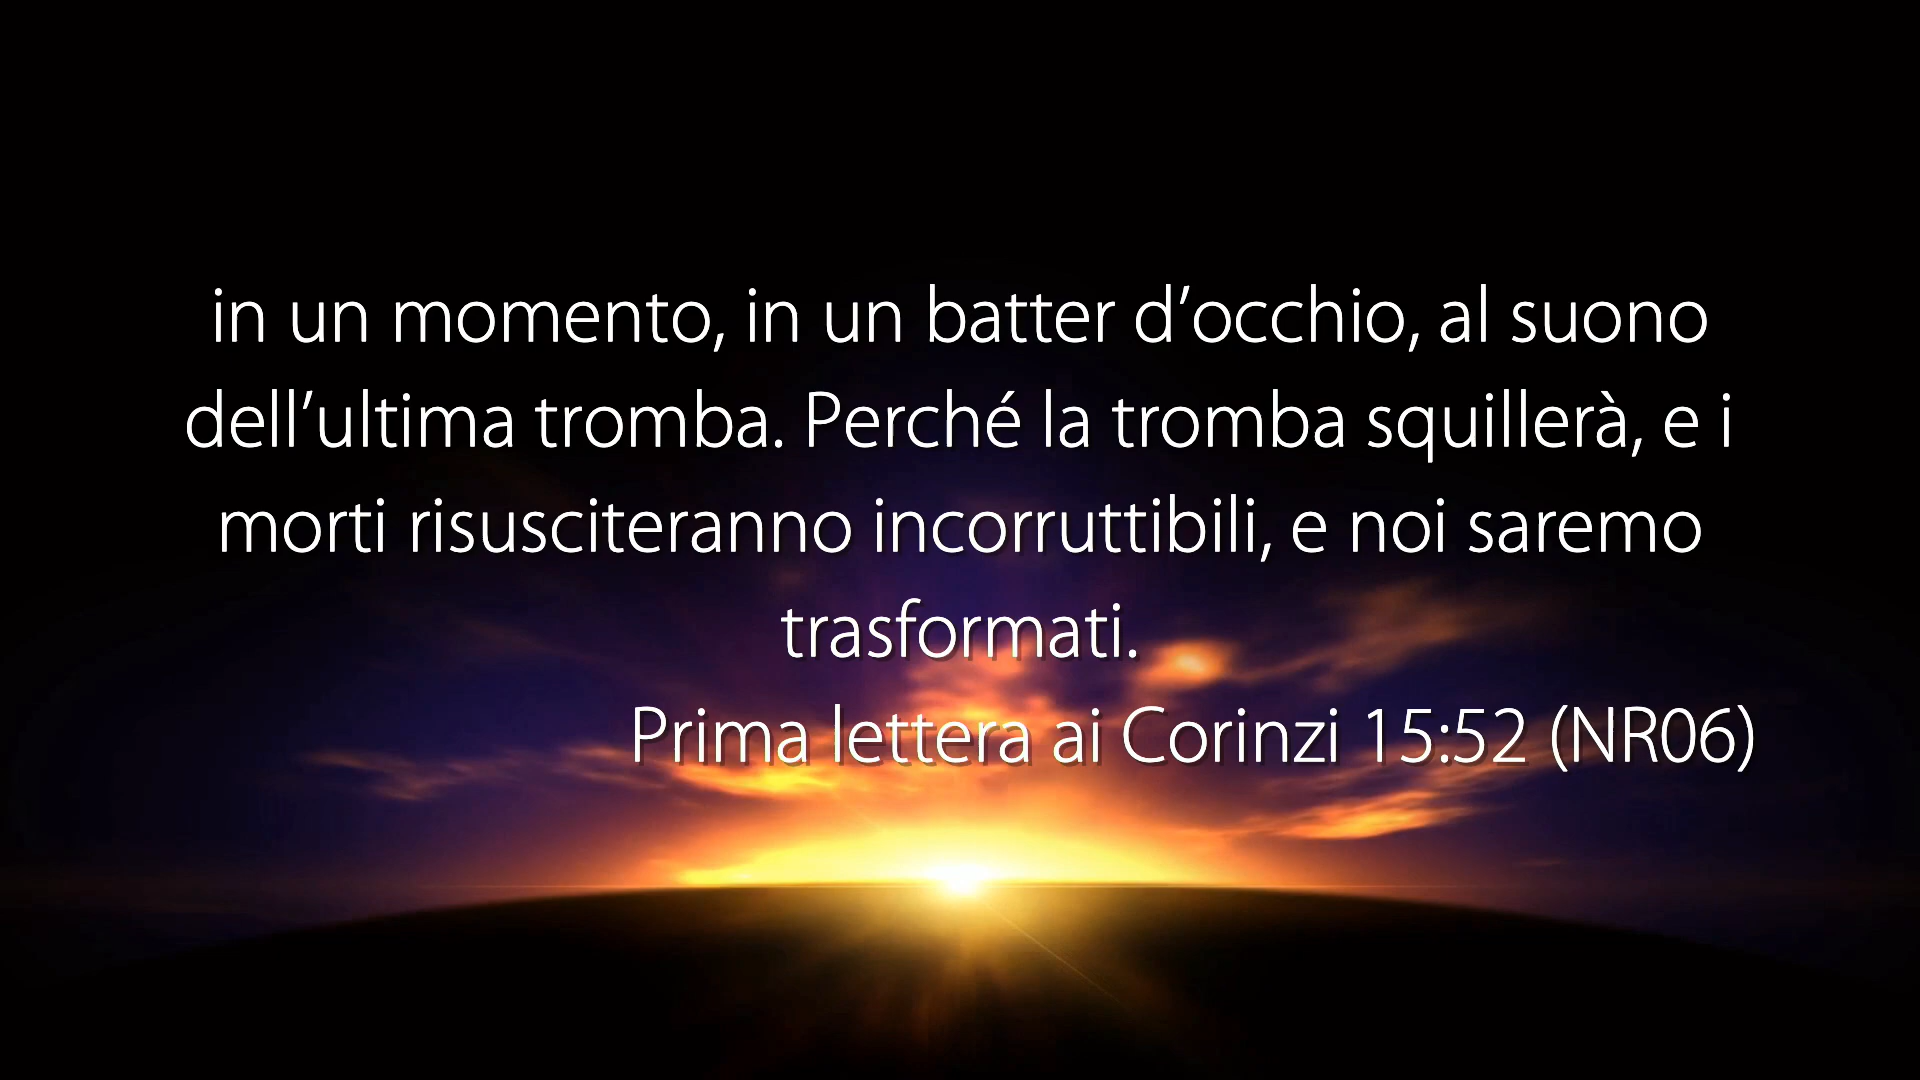 in un momento, in un batter d’occhio, al suono
dell’ultima tromba. Perché la tromba squillerà, e i
morti risusciteranno incorruttibili, e noi saremo
trasformati.
Prima lettera ai Corinzi 15:52 (NR06)